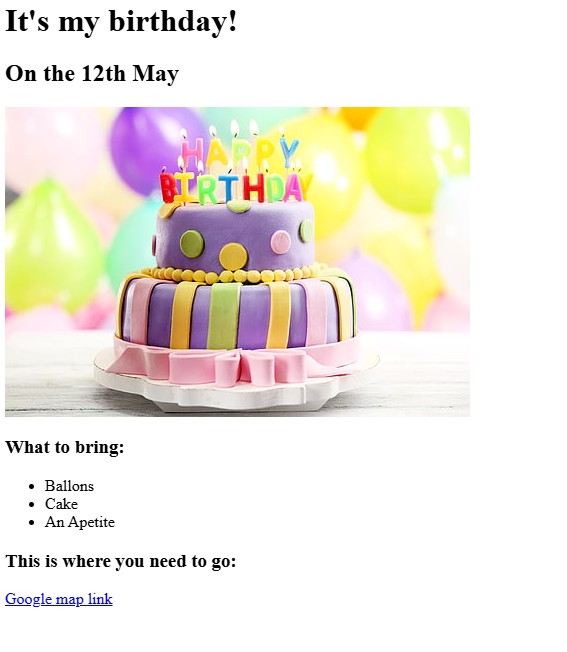 It's my birthday!
On the 12th May
HAPPY
BIRTHDAY
What to bring:
Ballons
Cake
An Apetite
This is where you need to go:
Google map link